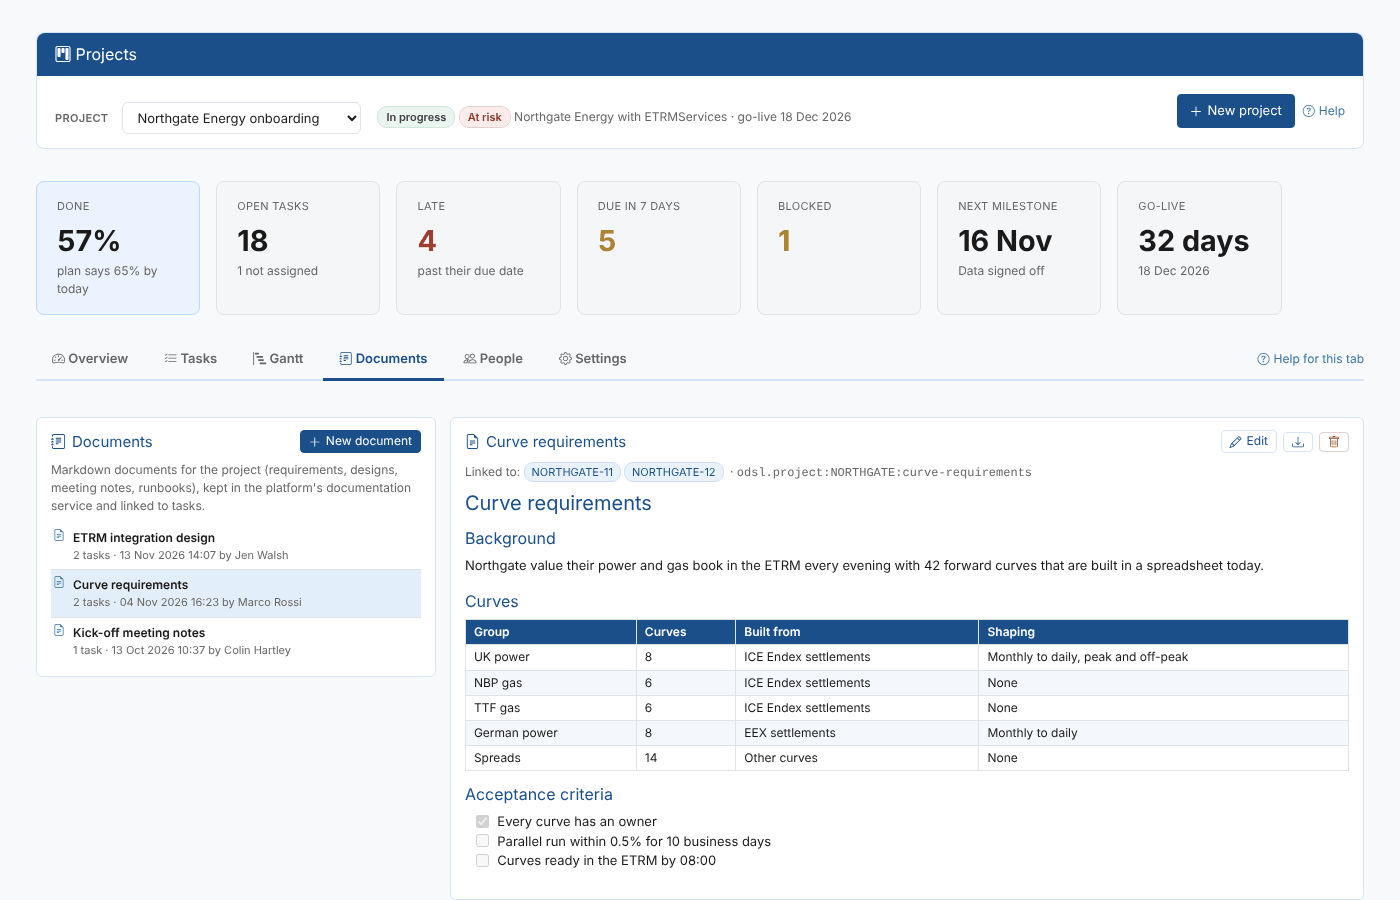 Projects
PROJECT Northgate Energy onboarding In progress At risk Northgate Energy with ETRMServices · go-live 18 Dec 2026 + New project Help
DONE
57%
plan says 65% by
today
OPEN TASKS
18
1 not assigned
LATE
4
past their due date
DUE IN 7 DAYS
5
BLOCKED
1
NEXT MILESTONE
16 Nov
Data signed off
GO-LIVE
32 days
18 Dec 2026
Overview Tasks Gantt Documents People Settings Help for this tab
Documents + New document
Markdown documents for the project (requirements, designs,
meeting notes, runbooks), kept in the platform's documentation
service and linked to tasks.
ETRM integration design
2 tasks · 13 Nov 2026 14:07 by Jen Walsh
Curve requirements
2 tasks · 04 Nov 2026 16:23 by Marco Rossi
Kick-off meeting notes
1 task · 13 Oct 2026 10:37 by Colin Hartley
Curve requirements Edit
Linked to: NORTHGATE-11 NORTHGATE-12 · odsl.project:NORTHGATE:curve-requirements
Curve requirements
Background
Northgate value their power and gas book in the ETRM every evening with 42 forward curves that are built in a spreadsheet today.
Curves
Group Curves Built from Shaping
UK power 8 ICE Endex settlements Monthly to daily, peak and off-peak
NBP gas 6 ICE Endex settlements None
TTF gas 6 ICE Endex settlements None
German power 8 EEX settlements Monthly to daily
Spreads 14 Other curves None
Acceptance criteria
Every curve has an owner
Parallel run within 0.5% for 10 business days
Curves ready in the ETRM by 08:00